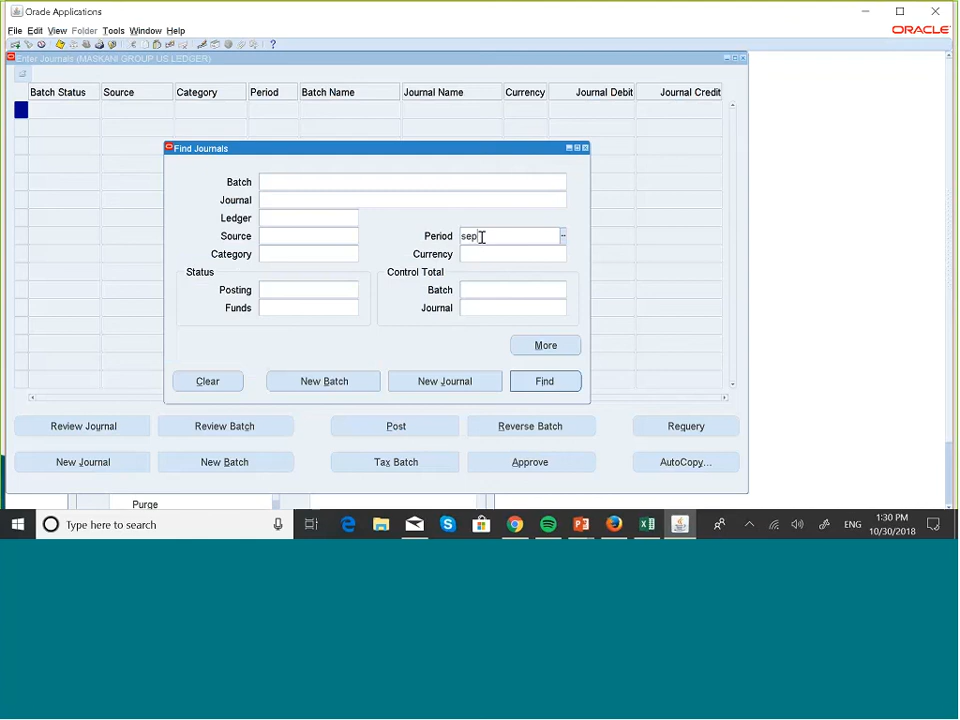 Oracle Applications
File Edit View Folder Tools Window Help
ORACLE
Enter Journals (MASKANI GROUP US LEDGER)
Batch Status Source Category Period Batch Name Journal Name Currency Journal Debit Journal Credit
Find Journals
Batch
Journal
Ledger
Source
Period sep
Category
Currency
Status
Control Total
Posting
Batch
Funds
Journal
More
Clear New Batch New Journal Find
Review Journal Review Batch Post Reverse Batch Requery
New Journal New Batch Tax Batch Approve AutoCopy...
Purge
Type here to search
ENG
1:30 PM
10/30/2018